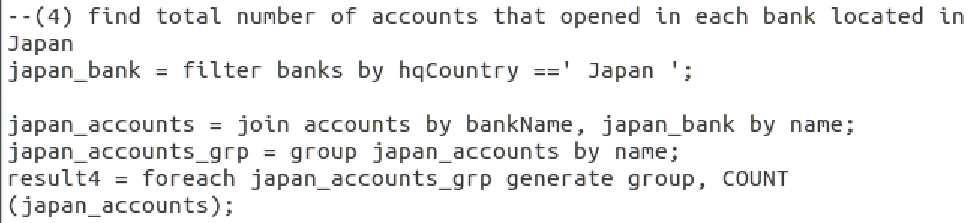 --(4) find total number of accounts that opened in each bank located in
Japan
japan_bank = filter banks by hqCountry ==' Japan ';
japan_accounts = join accounts by bankName, japan_bank by name;
japan_accounts_grp = group japan_accounts by name;
result4 = foreach japan_accounts_grp generate group, COUNT
(japan_accounts);